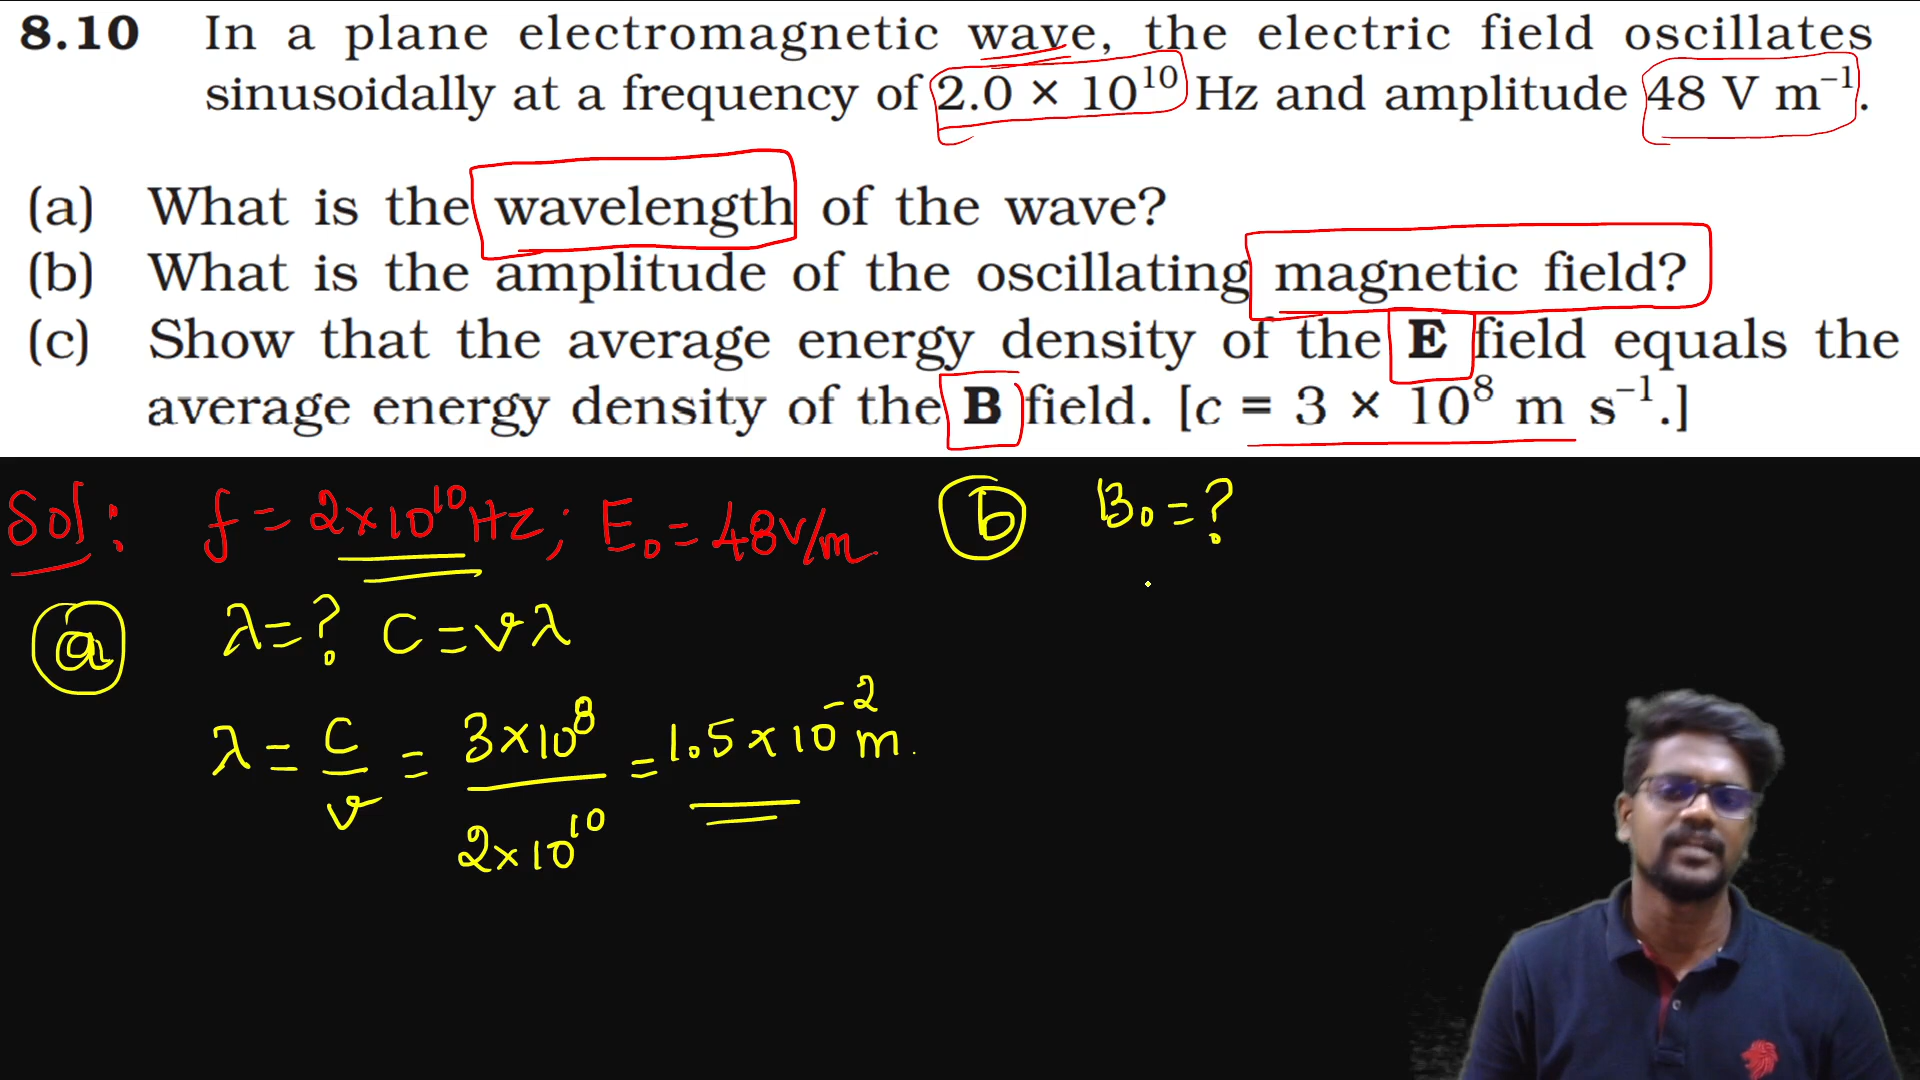 8.10 In a plane electromagnetic wave, the electric field oscillates
sinusoidally at a frequency of 2.0 × 10¹⁰ Hz and amplitude 48 V m⁻¹.
(a) What is the wavelength of the wave?
(b) What is the amplitude of the oscillating magnetic field?
(c) Show that the average energy density of the E field equals the
average energy density of the B field. [c = 3 × 10⁸ m s⁻¹.]
Sol: f = 2×10¹⁰Hz; E₀ = 48V/m.
(a) λ = ? C = νλ
λ = C/ν = 3×10⁸/2×10¹⁰ = 1.5×10⁻² m.
(b) B₀ = ?